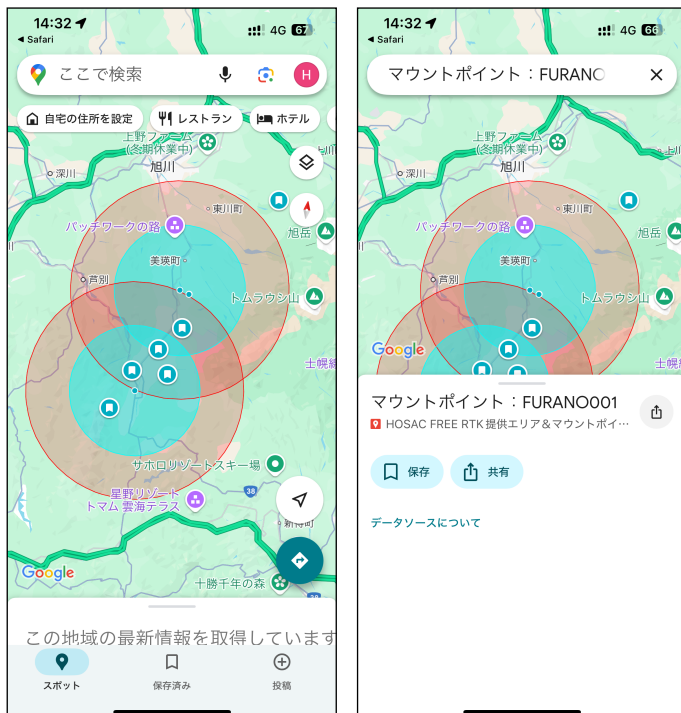 14:32
4G 67
◀ Safari
ここで検索
H
自宅の住所を設定
レストラン
ホテル
上野ファーム
(冬期休業中)
深川
旭川
東川町
パッチワークの路
旭岳
美瑛町
芦別
トムラウシ山
士幌線
サホロリゾートスキー場
星野リゾート
トマム 雲海テラス
38
新得町
Google
十勝千年の森
38
この地域の最新情報を取得しています
スポット
保存済み
投稿
14:32
4G 66
◀ Safari
マウントポイント：FURANO
上野ファーム
(冬期休業中)
深川
旭川
東川町
パッチワークの路
旭岳
美瑛町
芦別
トムラウシ山
Google
士幌
マウントポイント：FURANO001
HOSAC FREE RTK提供エリア＆マウントポイ…
保存
共有
データソースについて